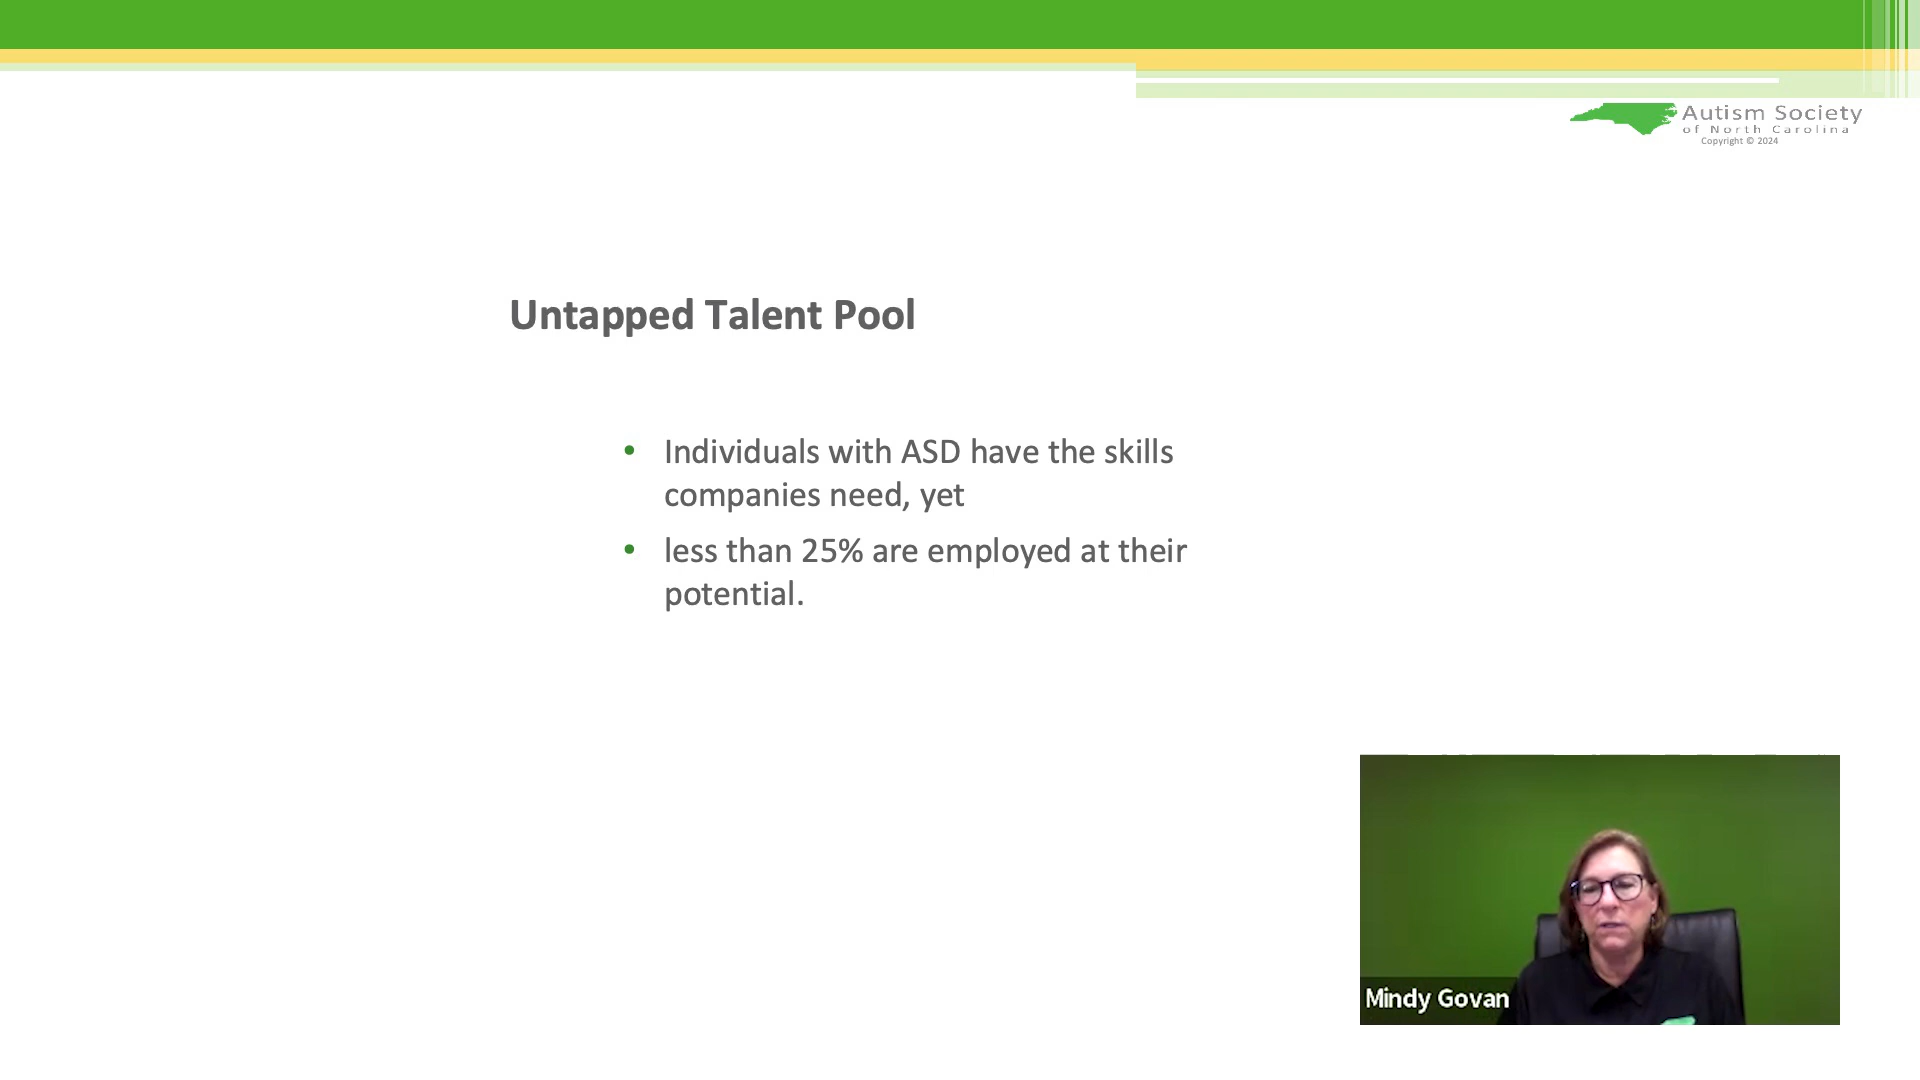 Autism Society
of North Carolina
Copyright © 2024
Untapped Talent Pool
• Individuals with ASD have the skills
companies need, yet
• less than 25% are employed at their
potential.
Mindy Govan